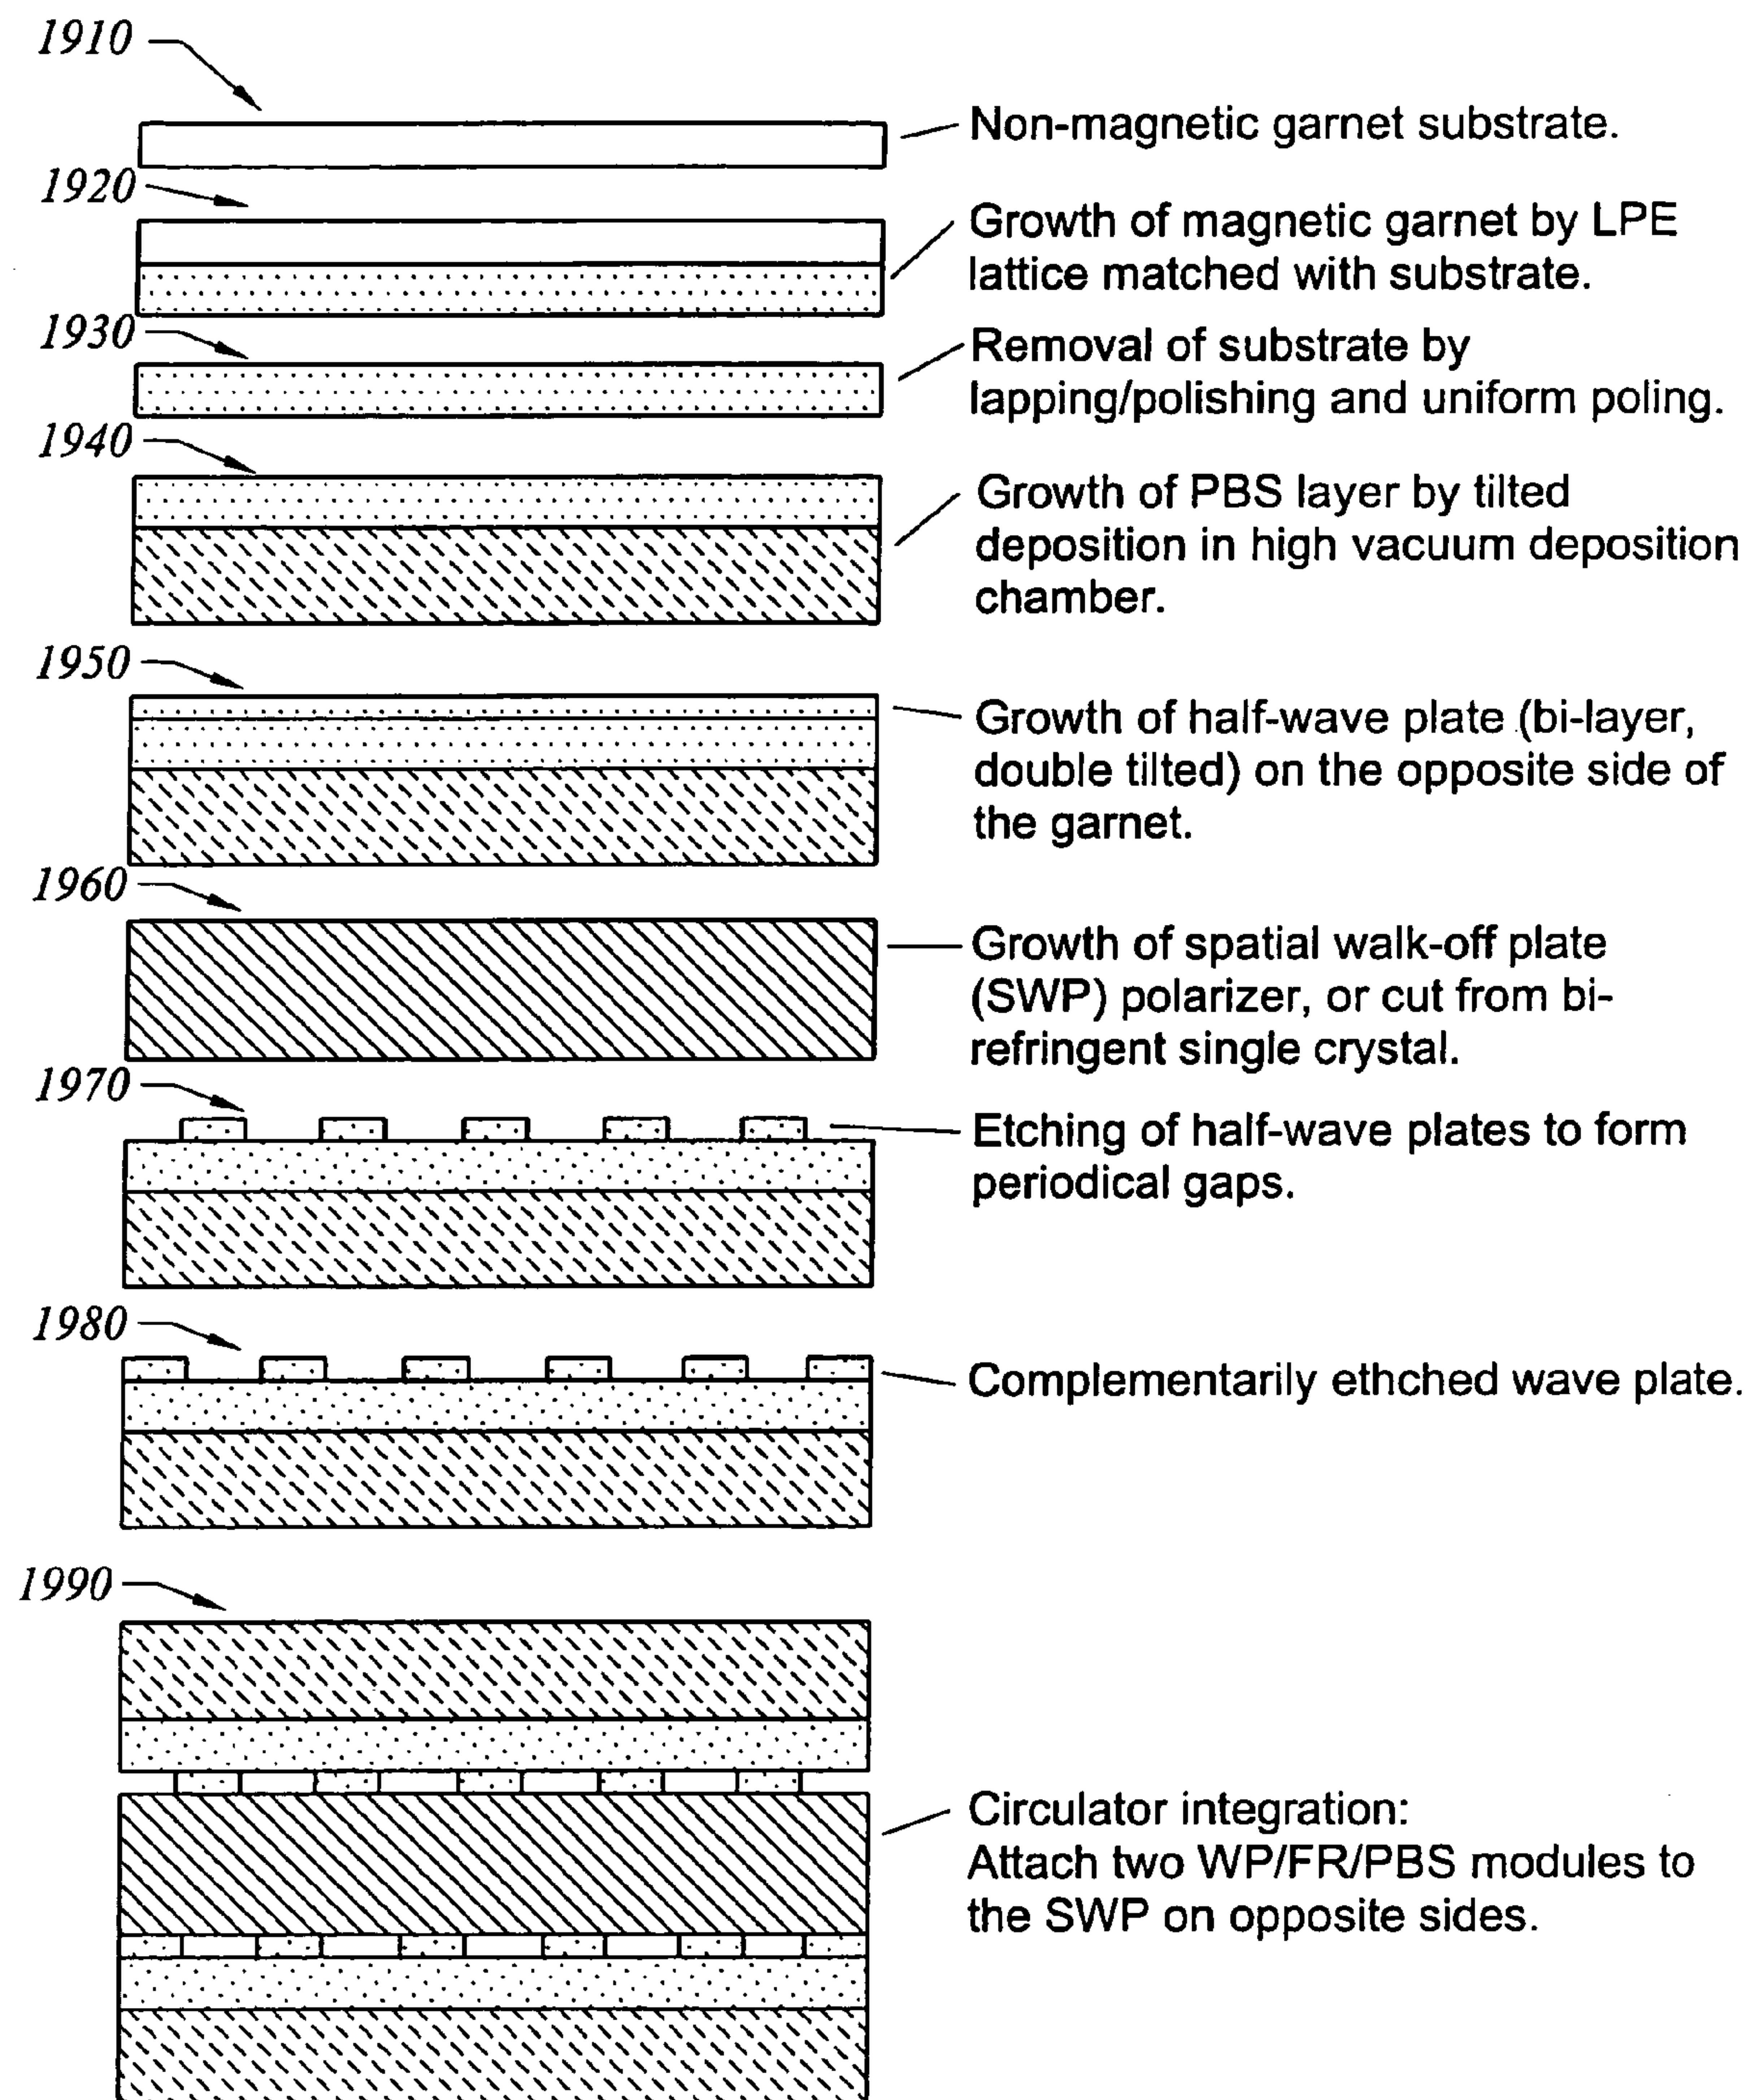 1910
Non-magnetic garnet substrate.
1920
Growth of magnetic garnet by LPE
lattice matched with substrate.
1930
Removal of substrate by
lapping/polishing and uniform poling.
1940
Growth of PBS layer by tilted
deposition in high vacuum deposition
chamber.
1950
Growth of half-wave plate (bi-layer,
double tilted) on the opposite side of
the garnet.
1960
Growth of spatial walk-off plate
(SWP) polarizer, or cut from bi-
refringent single crystal.
1970
Etching of half-wave plates to form
periodical gaps.
1980
Complementarily ethched wave plate.
1990
Circulator integration:
Attach two WP/FR/PBS modules to
the SWP on opposite sides.